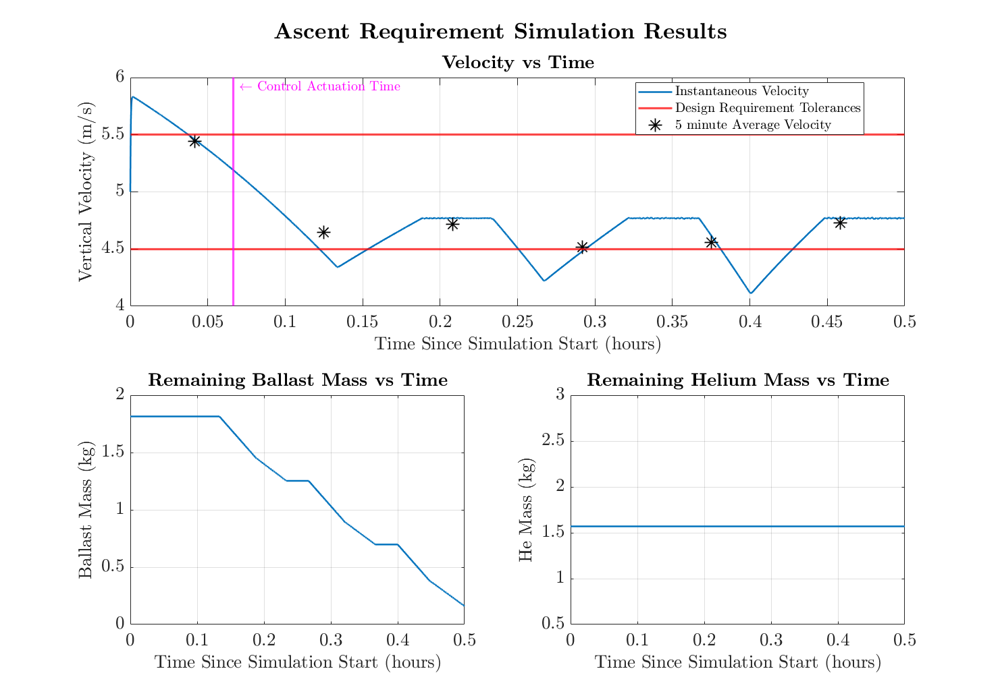 Ascent Requirement Simulation Results
Velocity vs Time
← Control Actuation Time
Instantaneous Velocity
Design Requirement Tolerances
5 minute Average Velocity
Vertical Velocity (m/s)
6
5.5
5
4.5
4
0 0.05 0.1 0.15 0.2 0.25 0.3 0.35 0.4 0.45 0.5
Time Since Simulation Start (hours)
Remaining Ballast Mass vs Time
Ballast Mass (kg)
2
1.5
1
0.5
0
0 0.1 0.2 0.3 0.4 0.5
Time Since Simulation Start (hours)
Remaining Helium Mass vs Time
He Mass (kg)
3
2.5
2
1.5
1
0.5
0 0.1 0.2 0.3 0.4 0.5
Time Since Simulation Start (hours)